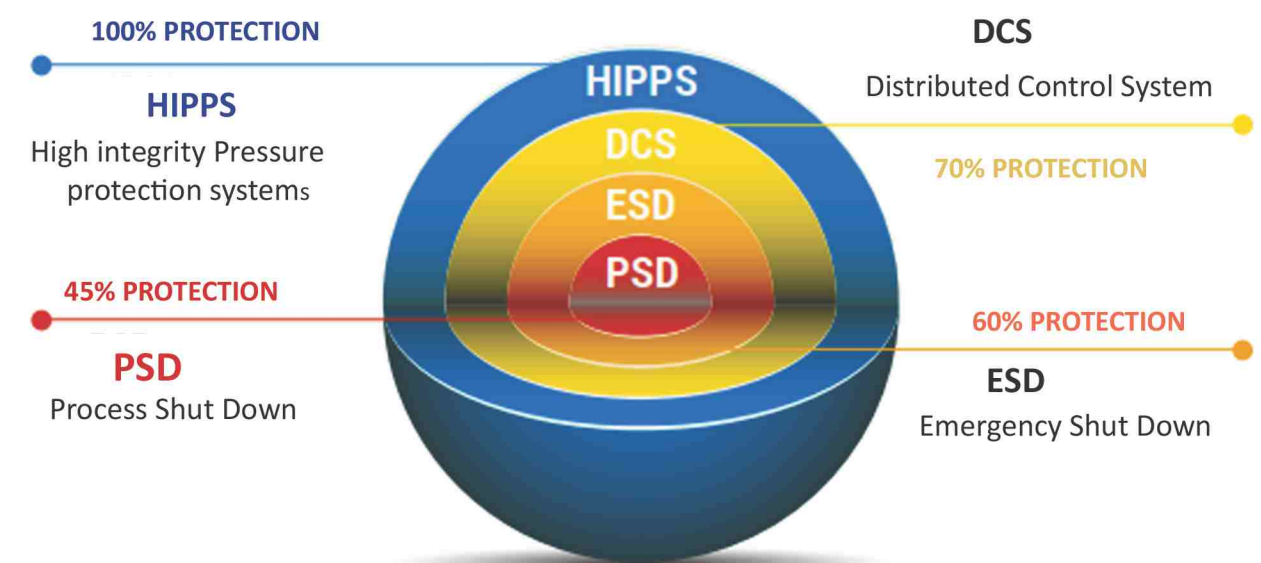 100% PROTECTION
HIPPS
High integrity Pressure
protection systems
45% PROTECTION
PSD
Process Shut Down
HIPPS
DCS
ESD
PSD
DCS
Distributed Control System
70% PROTECTION
60% PROTECTION
ESD
Emergency Shut Down